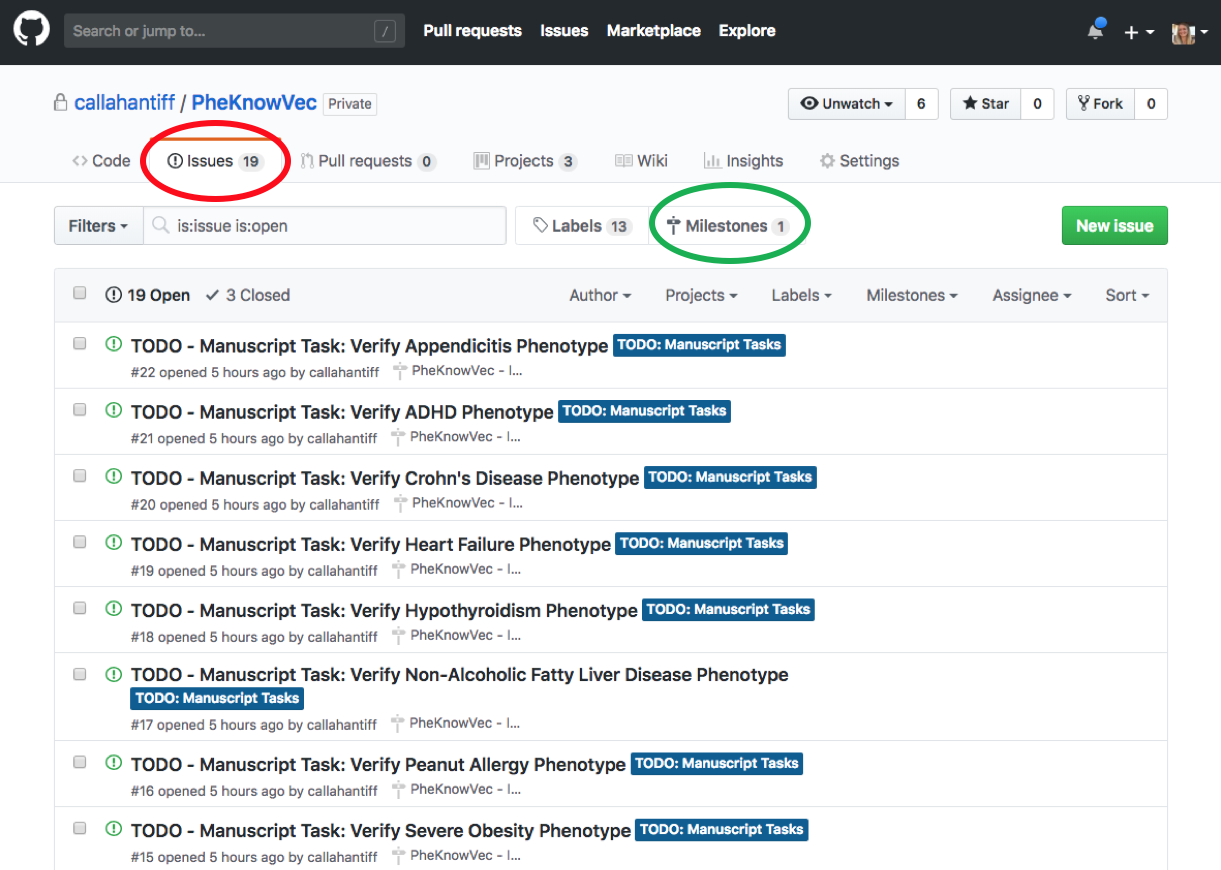 Search or jump to... / Pull requests Issues Marketplace Explore
callahantiff / PheKnowVec Private Unwatch 6 Star 0 Fork 0
Code Issues 19 Pull requests 0 Projects 3 Wiki Insights Settings
Filters is:issue is:open Labels 13 Milestones 1 New issue
19 Open 3 Closed Author Projects Labels Milestones Assignee Sort
TODO - Manuscript Task: Verify Appendicitis Phenotype TODO: Manuscript Tasks
#22 opened 5 hours ago by callahantiff PheKnowVec - I...
TODO - Manuscript Task: Verify ADHD Phenotype TODO: Manuscript Tasks
#21 opened 5 hours ago by callahantiff PheKnowVec - I...
TODO - Manuscript Task: Verify Crohn's Disease Phenotype TODO: Manuscript Tasks
#20 opened 5 hours ago by callahantiff PheKnowVec - I...
TODO - Manuscript Task: Verify Heart Failure Phenotype TODO: Manuscript Tasks
#19 opened 5 hours ago by callahantiff PheKnowVec - I...
TODO - Manuscript Task: Verify Hypothyroidism Phenotype TODO: Manuscript Tasks
#18 opened 5 hours ago by callahantiff PheKnowVec - I...
TODO - Manuscript Task: Verify Non-Alcoholic Fatty Liver Disease Phenotype
TODO: Manuscript Tasks
#17 opened 5 hours ago by callahantiff PheKnowVec - I...
TODO - Manuscript Task: Verify Peanut Allergy Phenotype TODO: Manuscript Tasks
#16 opened 5 hours ago by callahantiff PheKnowVec - I...
TODO - Manuscript Task: Verify Severe Obesity Phenotype TODO: Manuscript Tasks
#15 opened 5 hours ago by callahantiff PheKnowVec - I...